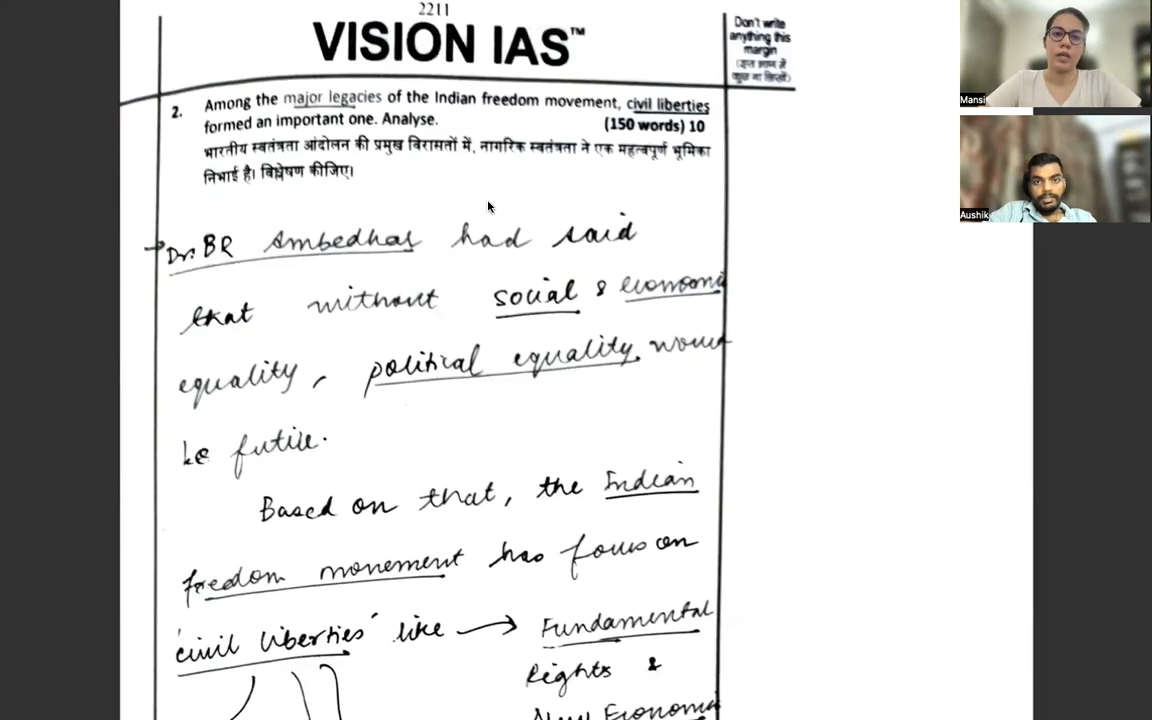 2211
VISION IAS™
Don't write
anything this
margin
(इस भाग में
कुछ ना लिखें)
2. Among the major legacies of the Indian freedom movement, civil liberties
formed an important one. Analyse. (150 words) 10
भारतीय स्वतंत्रता आंदोलन की प्रमुख विरासतों में, नागरिक स्वतंत्रता ने एक महत्वपूर्ण भूमिका
निभाई है। विश्लेषण कीजिए।
→ Dr. BR Ambedkar had said
that without social & economic
equality, political equality would
be futile.
Based on that, the Indian
freedom movement has focus on
'civil liberties' like → Fundamental
Rights &
New Economic
Mansi
Aushik